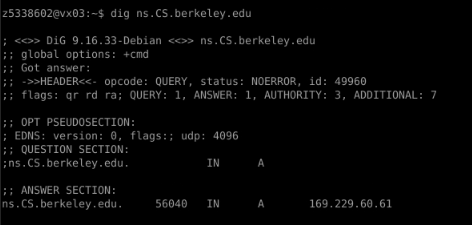 z5338602@vx03:~$ dig ns.CS.berkeley.edu
; <<>> DiG 9.16.33-Debian <<>> ns.CS.berkeley.edu
;; global options: +cmd
;; Got answer:
;; ->>HEADER<<- opcode: QUERY, status: NOERROR, id: 49960
;; flags: qr rd ra; QUERY: 1, ANSWER: 1, AUTHORITY: 3, ADDITIONAL: 7
;; OPT PSEUDOSECTION:
; EDNS: version: 0, flags:; udp: 4096
;; QUESTION SECTION:
;ns.CS.berkeley.edu. IN A
;; ANSWER SECTION:
ns.CS.berkeley.edu. 56040 IN A 169.229.60.61